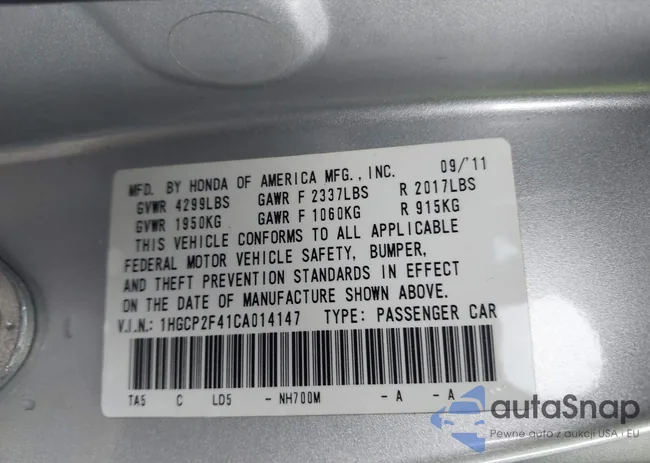 MFD. BY HONDA OF AMERICA MFG., INC. 09/'11
GVWR 4299LBS GAWR F 2337LBS R 2017LBS
GVWR 1950KG GAWR F 1060KG R 915KG
THIS VEHICLE CONFORMS TO ALL APPLICABLE
FEDERAL MOTOR VEHICLE SAFETY, BUMPER,
AND THEFT PREVENTION STANDARDS IN EFFECT
ON THE DATE OF MANUFACTURE SHOWN ABOVE.
V.I.N.: 1HGCP2F41CA014147 TYPE: PASSENGER CAR
TA5 C LD5 - NH700M - A - A
autaSnap
Pewne auto z aukcji USA i EU